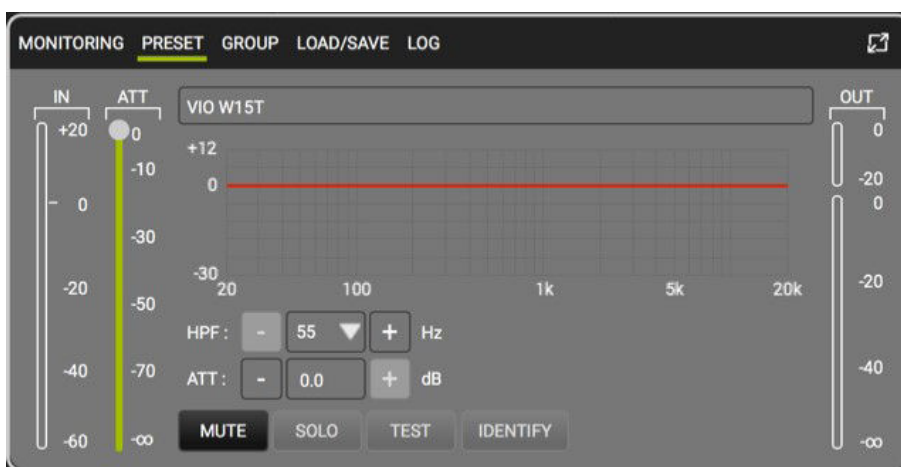 MONITORING PRESET GROUP LOAD/SAVE LOG
IN ATT VIO W15T OUT
+20 0 +12 0
-10 0 -20
0 0
-30
-20 -30 -20
20 100 1k 5k 20k
-50
HPF : - 55 + Hz
-40 -70 ATT : - 0.0 + dB -40
MUTE SOLO TEST IDENTIFY
-60 -∞ -∞